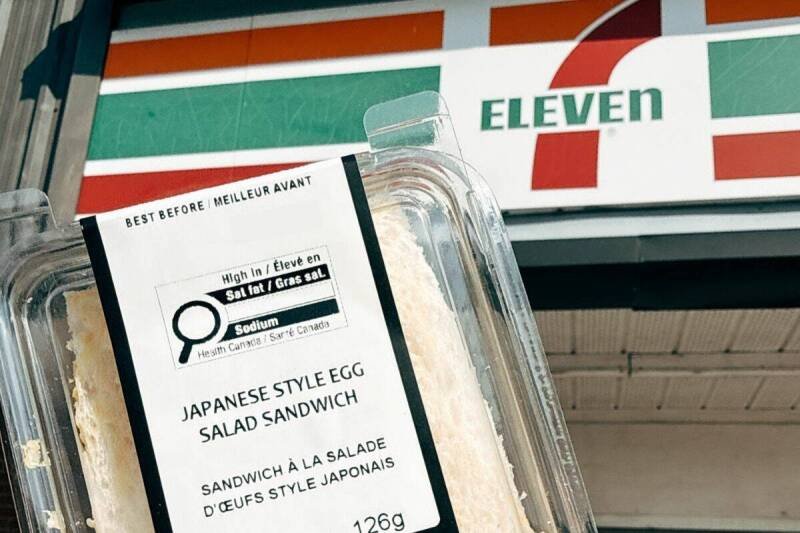 7
ELEVEn
BEST BEFORE / MEILLEUR AVANT
High in / Élevé en
Sat fat / Gras sat.
Sodium
Health Canada / Santé Canada
JAPANESE STYLE EGG
SALAD SANDWICH
SANDWICH À LA SALADE
D'ŒUFS STYLE JAPONAIS
126g